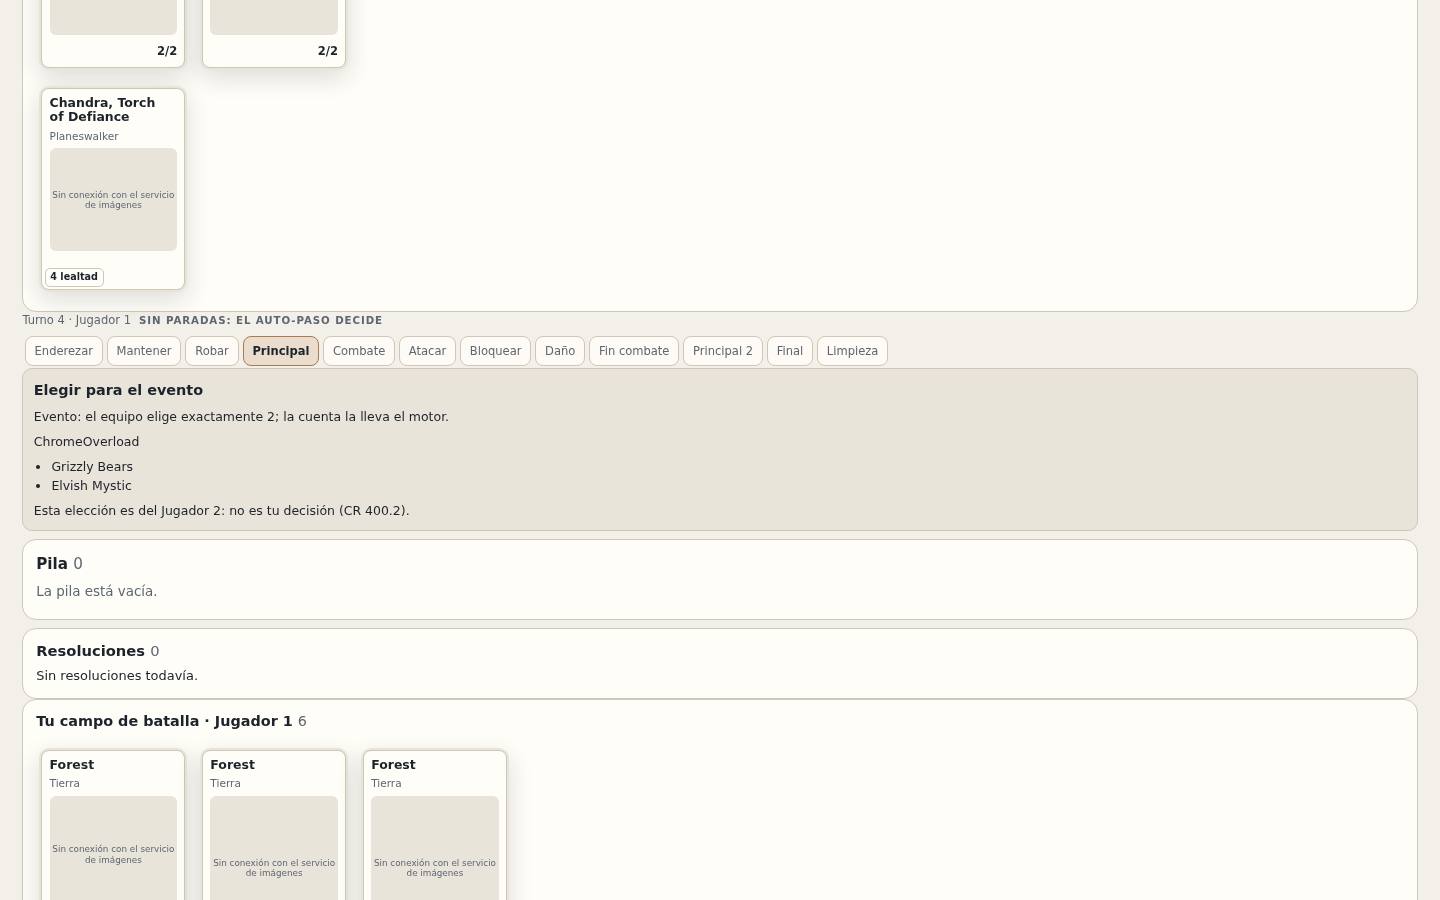 2/2
2/2
Chandra, Torch
of Defiance
Planeswalker
Sin conexión con el servicio
de imágenes
4 lealtad
Turno 4 · Jugador 1 SIN PARADAS: EL AUTO-PASO DECIDE
Enderezar Mantener Robar Principal Combate Atacar Bloquear Daño Fin combate Principal 2 Final Limpieza
Elegir para el evento
Evento: el equipo elige exactamente 2; la cuenta la lleva el motor.
ChromeOverload
• Grizzly Bears
• Elvish Mystic
Esta elección es del Jugador 2: no es tu decisión (CR 400.2).
Pila 0
La pila está vacía.
Resoluciones 0
Sin resoluciones todavía.
Tu campo de batalla · Jugador 1 6
Forest
Tierra
Sin conexión con el servicio
de imágenes
Forest
Tierra
Sin conexión con el servicio
de imágenes
Forest
Tierra
Sin conexión con el servicio
de imágenes